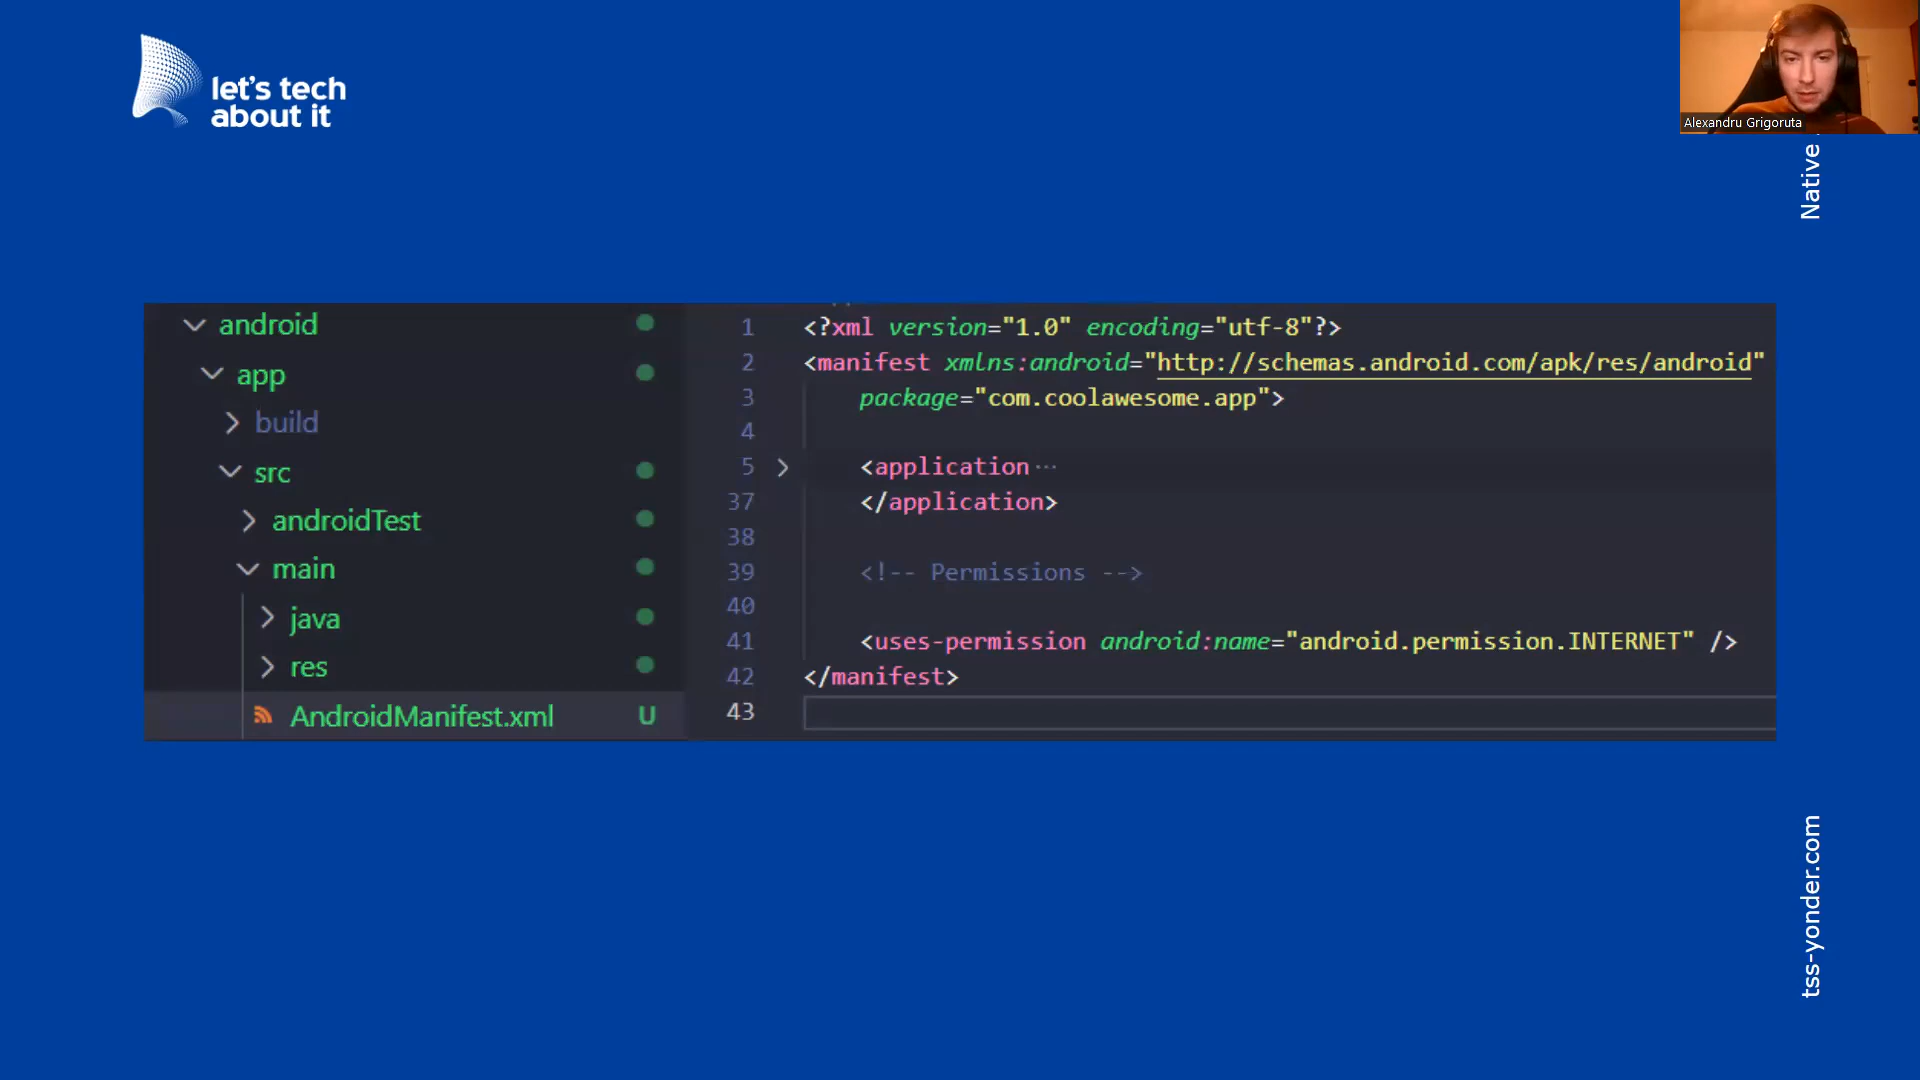 let's tech
about it
Alexandru Grigoruta
Native
android
app
build
src
androidTest
main
java
res
AndroidManifest.xml U
1 <?xml version="1.0" encoding="utf-8"?>
2 <manifest xmlns:android="http://schemas.android.com/apk/res/android"
3 package="com.coolawesome.app">
4
5 <application ···
37 </application>
38
39 <!-- Permissions -->
40
41 <uses-permission android:name="android.permission.INTERNET" />
42 </manifest>
43
tss-yonder.com